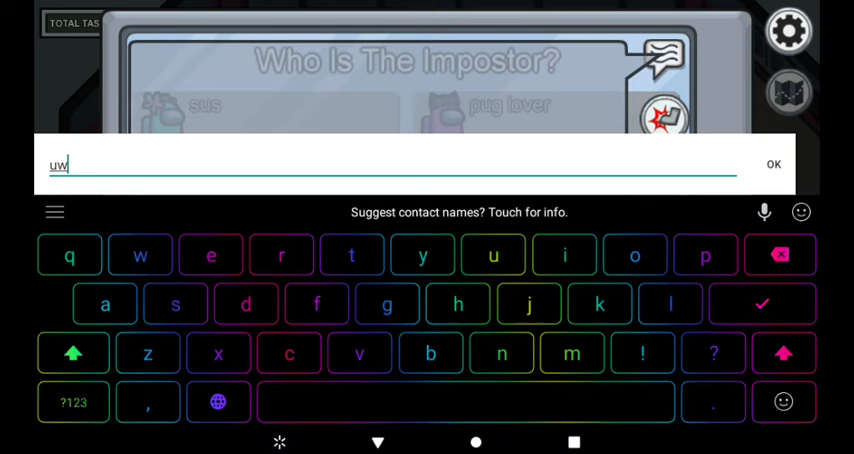 TOTAL TAS
Who Is The Impostor?
sus
pug lover
uw
OK
Suggest contact names? Touch for info.
q w e r t y u i o p
a s d f g h j k l
z x c v b n m ! ?
?123 , .